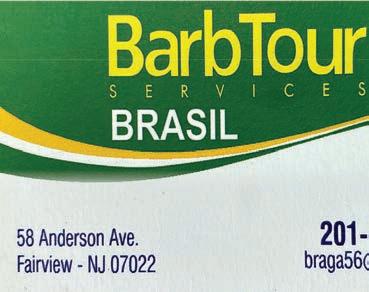 BarbTour
SERVICES
BRASIL
58 Anderson Ave.
Fairview - NJ 07022
201-
braga56@